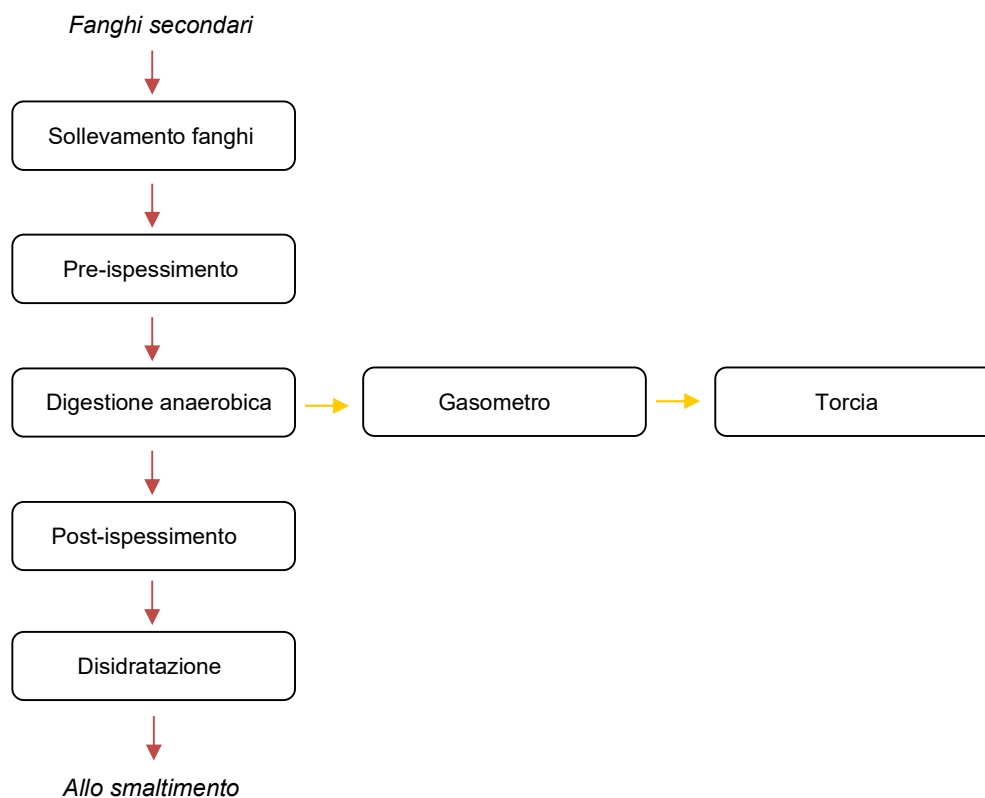 Fanghi secondari
Sollevamento fanghi
Pre-ispessimento
Digestione anaerobica
Gasometro
Torcia
Post-ispessimento
Disidratazione
Allo smaltimento